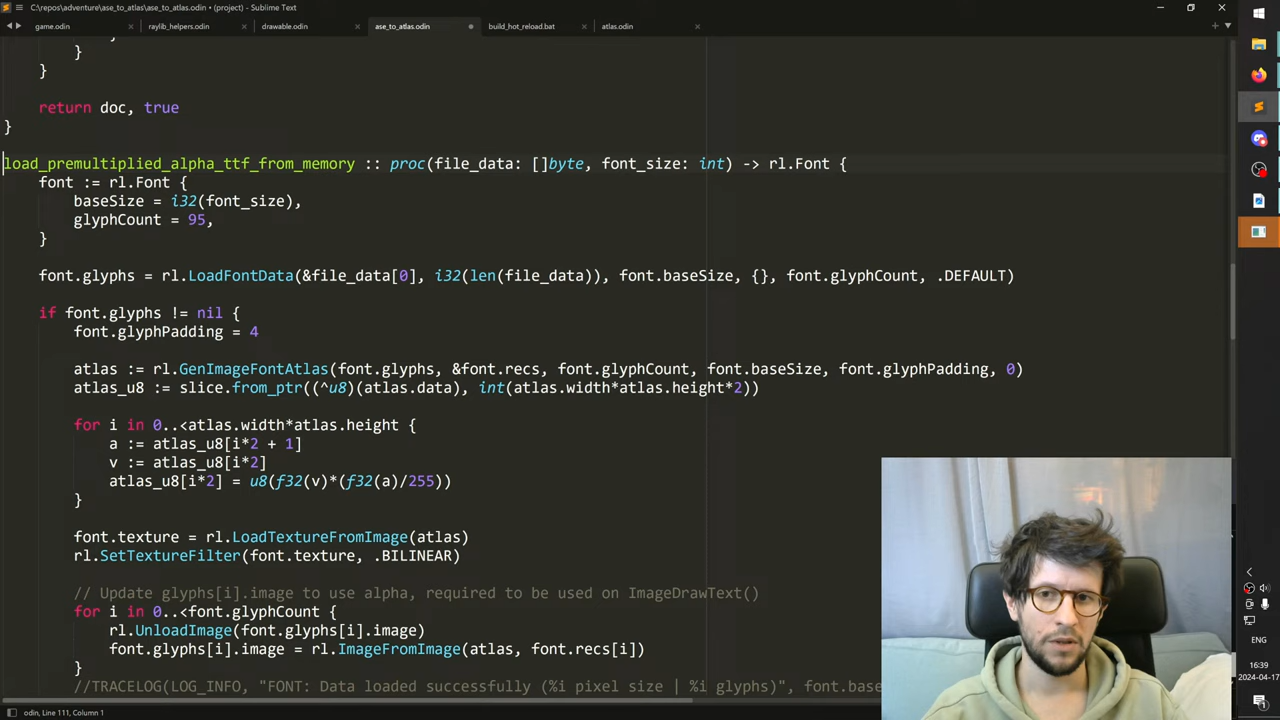 C:\repos\adventure\ase_to_atlas\ase_to_atlas.odin • (project) - Sublime Text
game.odin raylib_helpers.odin drawable.odin ase_to_atlas.odin build_hot_reload.bat atlas.odin
}
}
return doc, true
}
load_premultiplied_alpha_ttf_from_memory :: proc(file_data: []byte, font_size: int) -> rl.Font {
font := rl.Font {
baseSize = i32(font_size),
glyphCount = 95,
}
font.glyphs = rl.LoadFontData(&file_data[0], i32(len(file_data)), font.baseSize, {}, font.glyphCount, .DEFAULT)
if font.glyphs != nil {
font.glyphPadding = 4
atlas := rl.GenImageFontAtlas(font.glyphs, &font.recs, font.glyphCount, font.baseSize, font.glyphPadding, 0)
atlas_u8 := slice.from_ptr((^u8)(atlas.data), int(atlas.width*atlas.height*2))
for i in 0..<atlas.width*atlas.height {
a := atlas_u8[i*2 + 1]
v := atlas_u8[i*2]
atlas_u8[i*2] = u8(f32(v)*(f32(a)/255))
}
font.texture = rl.LoadTextureFromImage(atlas)
rl.SetTextureFilter(font.texture, .BILINEAR)
// Update glyphs[i].image to use alpha, required to be used on ImageDrawText()
for i in 0..<font.glyphCount {
rl.UnloadImage(font.glyphs[i].image)
font.glyphs[i].image = rl.ImageFromImage(atlas, font.recs[i])
}
//TRACELOG(LOG_INFO, "FONT: Data loaded successfully (%i pixel size | %i glyphs)", font.base
odin, Line 111, Column 1
ENG
16:39
2024-04-17